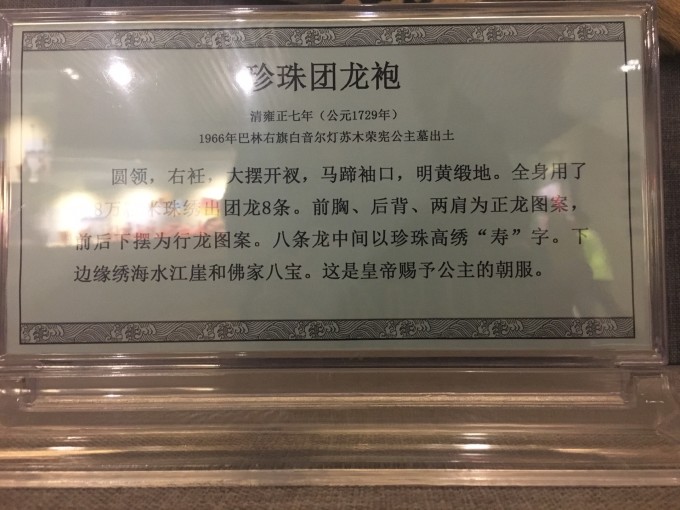 珍珠团龙袍
清雍正七年（公元1729年）
1966年巴林右旗白音尔灯苏木荣宪公主墓出土
圆领，右衽，大摆开衩，马蹄袖口，明黄缎地。全身用了
万 米珠绣出团龙8条。前胸、后背、两肩为正龙图案，
前后下摆为行龙图案。八条龙中间以珍珠高绣“寿”字。下
边缘绣海水江崖和佛家八宝。这是皇帝赐予公主的朝服。